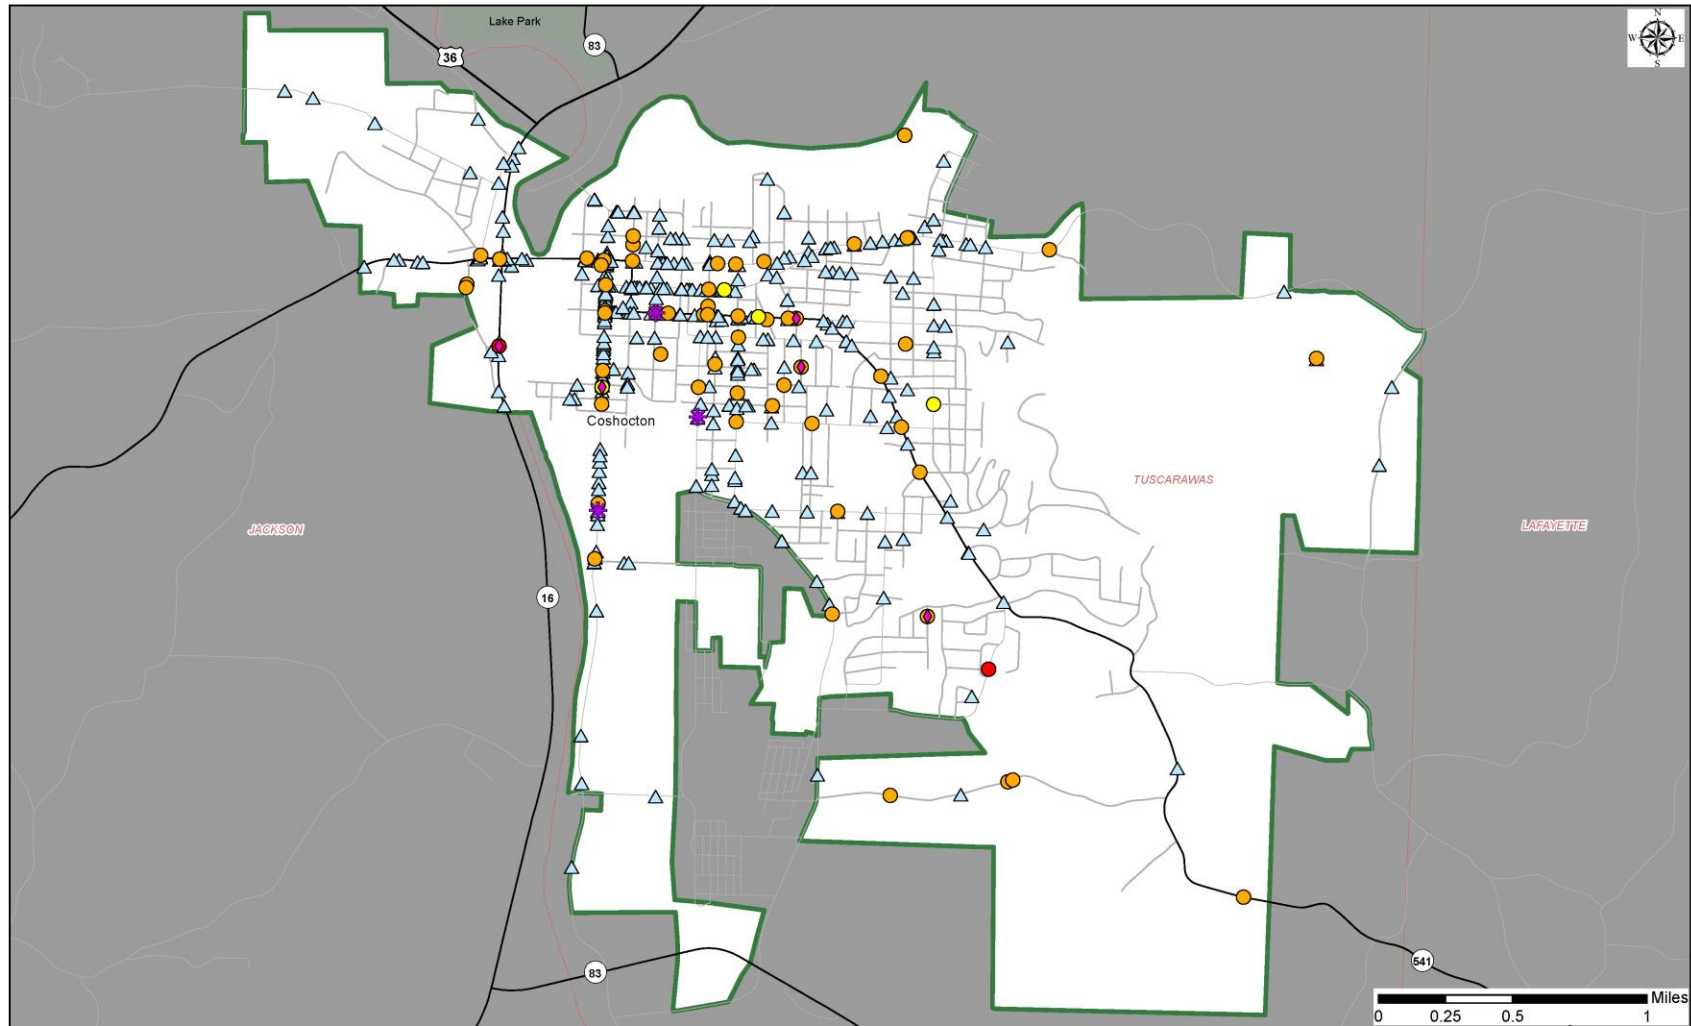 Lake Park
N
W E
S
83
36
Coshocton
TUSCARAWAS
JACKSON
LAFAYETTE
16
541
83
Miles
0 0.25 0.5 1